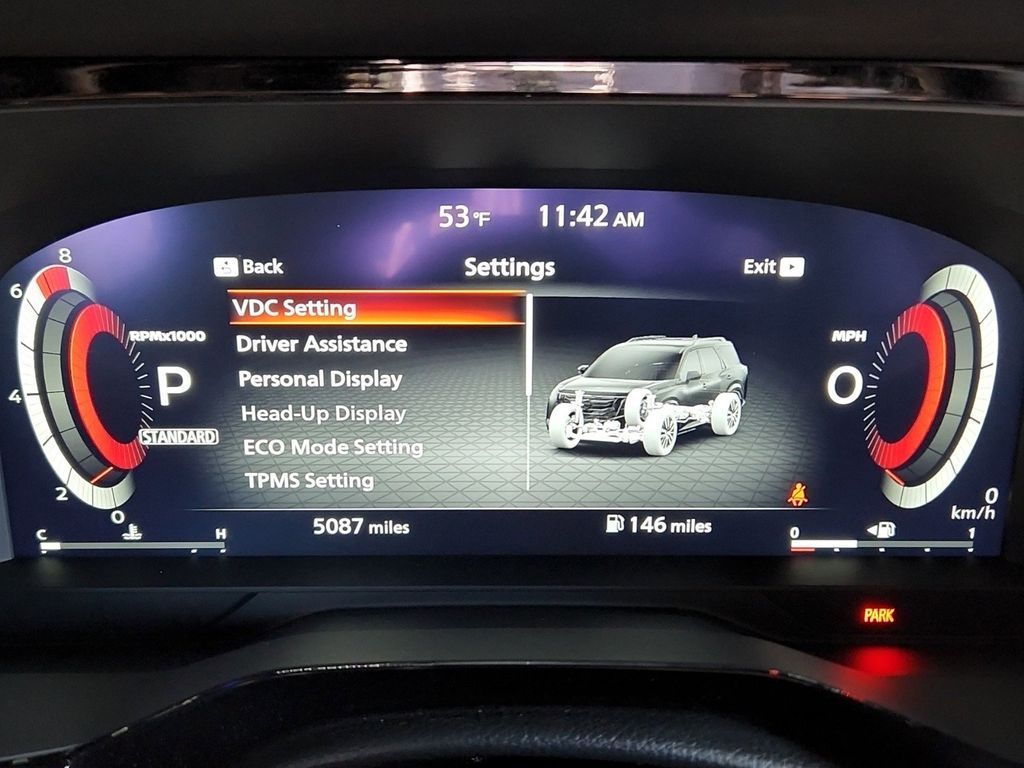 53°F 11:42 AM
Back Settings Exit
VDC Setting
Driver Assistance
Personal Display
Head-Up Display
ECO Mode Setting
TPMS Setting
8
6
4
2
0
RPMx1000
P
STANDARD
MPH
0
0
km/h
C H
5087 miles
146 miles
0 1
PARK